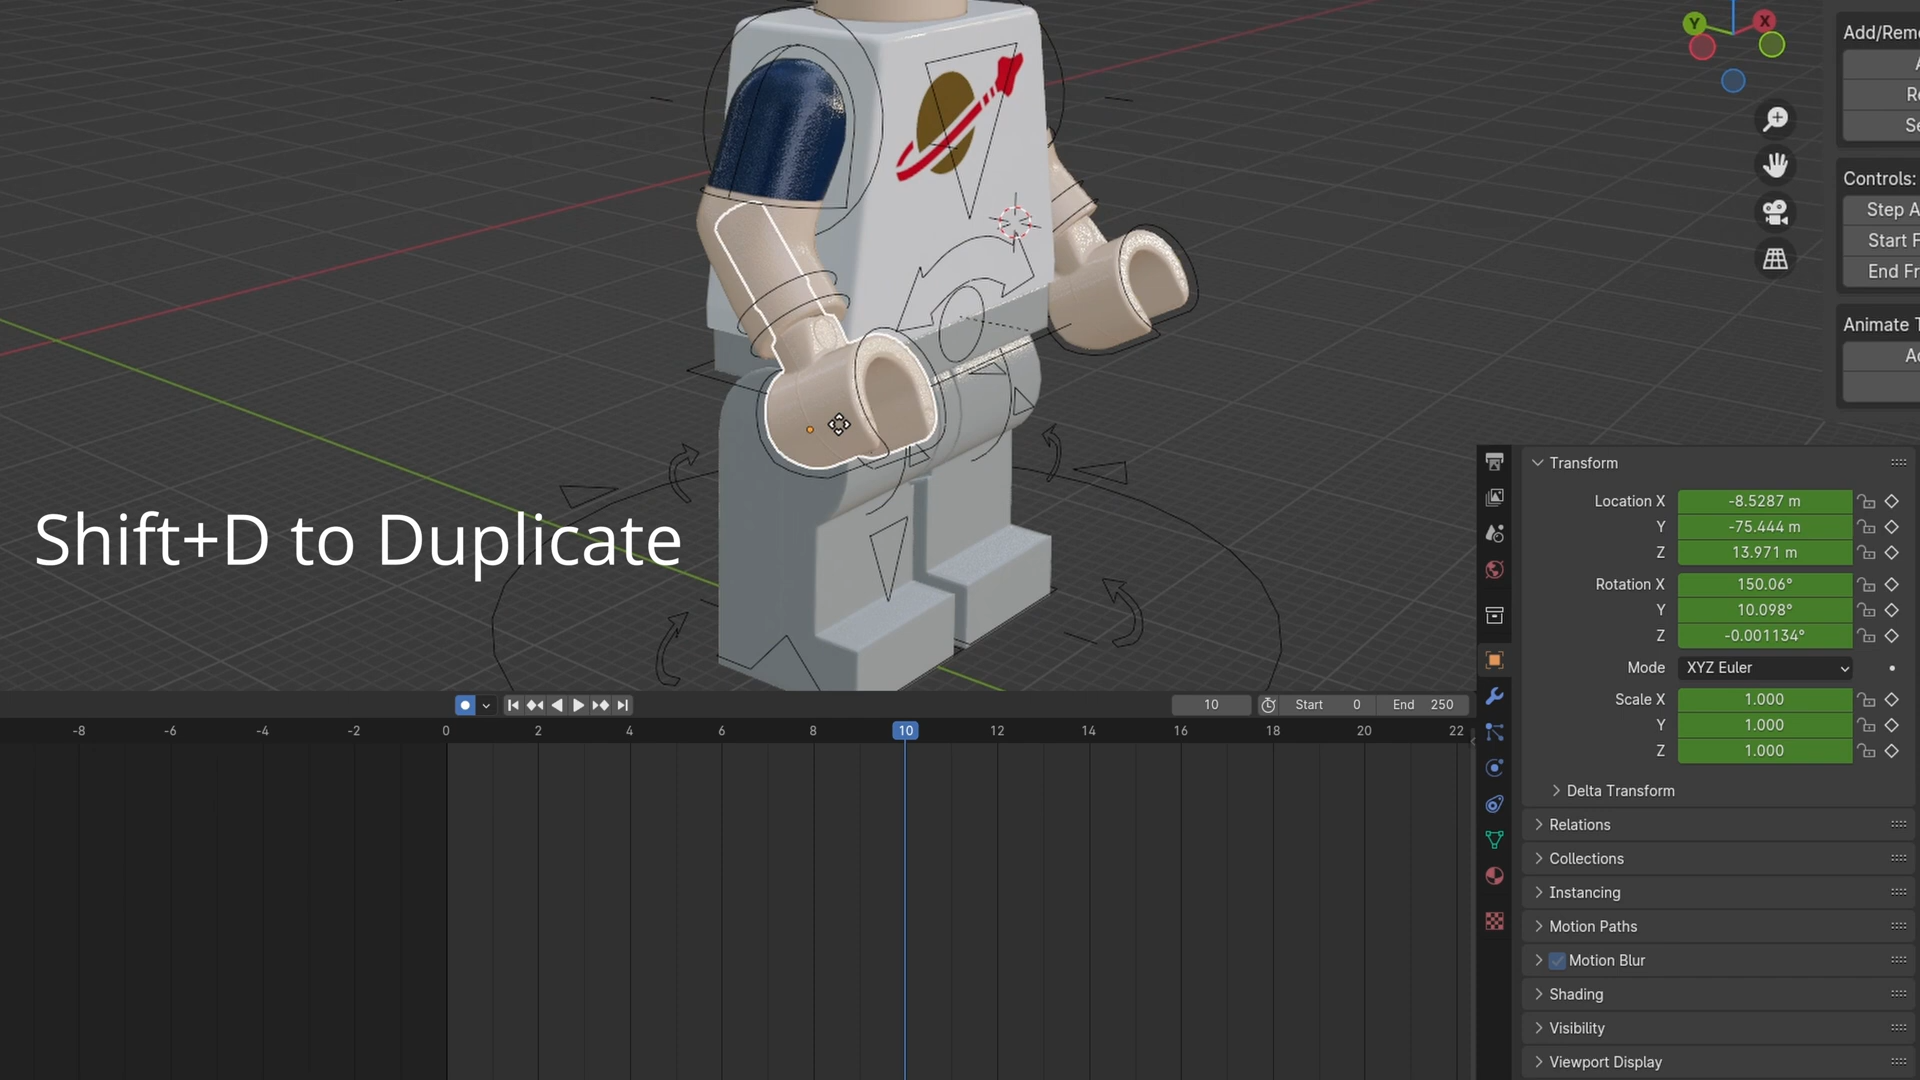 Y
X
Add/Remo
A
Re
Se
Controls:
Step A
Start F
End Fr
Animate T
Ac
Shift+D to Duplicate
Transform
Location X -8.5287 m
Y -75.444 m
Z 13.971 m
Rotation X 150.06°
Y 10.098°
Z -0.001134°
Mode XYZ Euler
Scale X 1.000
Y 1.000
Z 1.000
Delta Transform
Relations
Collections
Instancing
Motion Paths
Motion Blur
Shading
Visibility
Viewport Display
10 Start 0 End 250
-8 -6 -4 -2 0 2 4 6 8 10 12 14 16 18 20 22